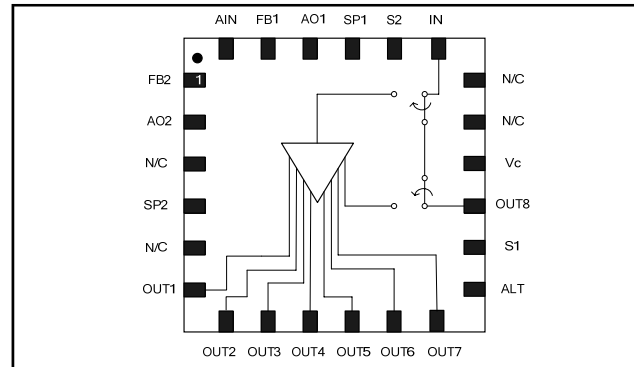 AIN FB1 AO1 SP1 S2 IN
FB2 1 N/C
AO2 N/C
N/C Vc
SP2 OUT8
N/C S1
OUT1 ALT
OUT2 OUT3 OUT4 OUT5 OUT6 OUT7